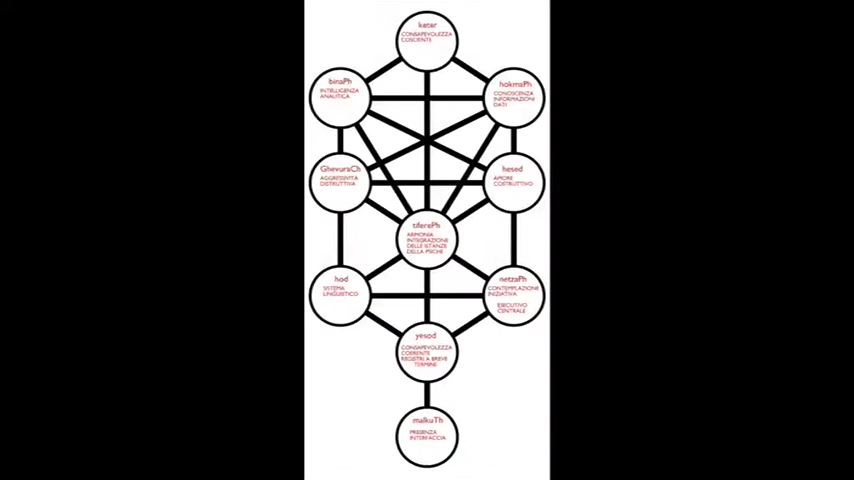 keter
CONSAPEVOLEZZA
COSCIENTE
binaPh
INTELLIGENZA
ANALITICA
hokmaPh
CONOSCENZA
INFORMAZIONI
DATI
GhevuraCh
AGGRESSIVITÀ
DISTRUTTIVA
hesed
AMORE
COSTRUTTIVO
tiferePh
ARMONIA
INTEGRAZIONE
DELLE ISTANZE
DELLA PSICHE
hod
SISTEMA
LINGUISTICO
netzaPh
CONTEMPLAZIONE
INIZIATIVA
ESECUTIVO
CENTRALE
yesod
CONSAPEVOLEZZA
COERENTE
REGISTRI A BREVE
TERMINE
malkuTh
PRESENZA
INTERFACCIA